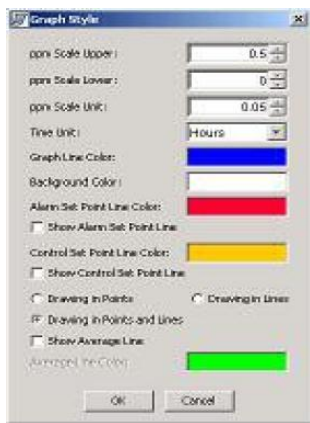 Graph Style
ppm Scale Upper: 0.5
ppm Scale Lower: 0
ppm Scale Unit: 0.05
Time Unit: Hours
Graph Line Color:
Background Color:
Alarm Set Point Line Color:
Show Alarm Set Point Line
Control Set Point Line Color:
Show Control Set Point Line
Drawing in Points Drawing in Lines
Drawing in Points and Lines
Show Average Line
Average Line Color:
OK Cancel